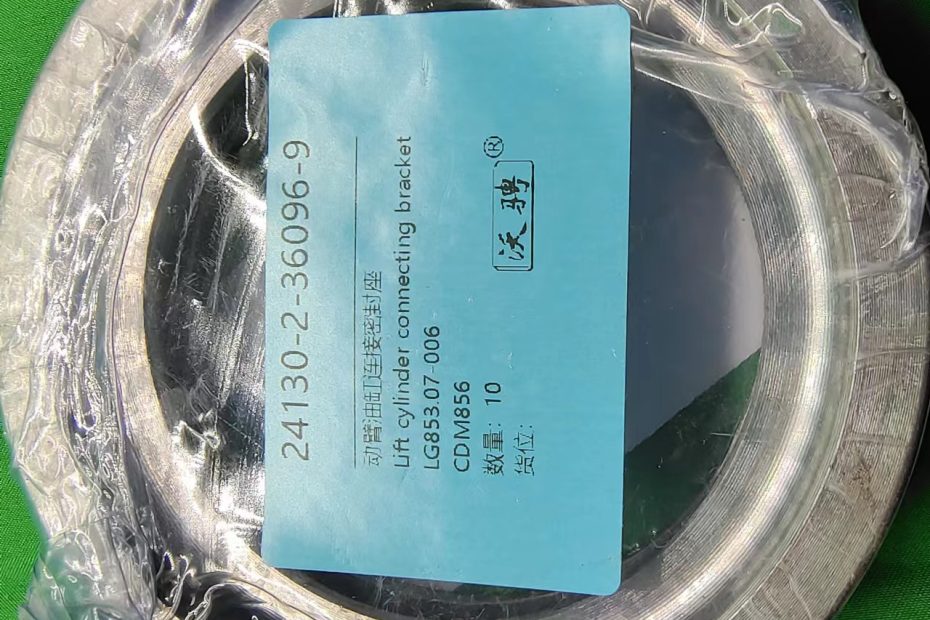 24130-2-36096-9
动臂油缸连接密封座
Lift cylinder connecting bracket
LG853.07-006
CDM856
数量： 10
货位：
沃骋®